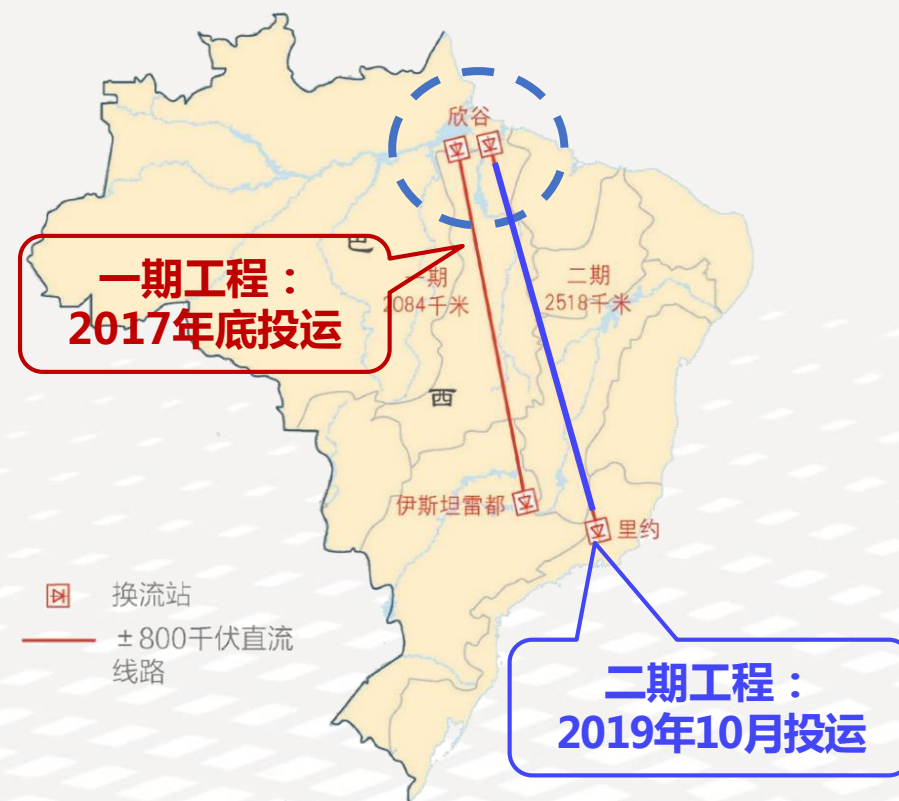 欣谷
巴
一期工程：
2017年底投运
一期
2084千米
二期
2518千米
西
伊斯坦雷都
里约
换流站
±800千伏直流
线路
二期工程：
2019年10月投运